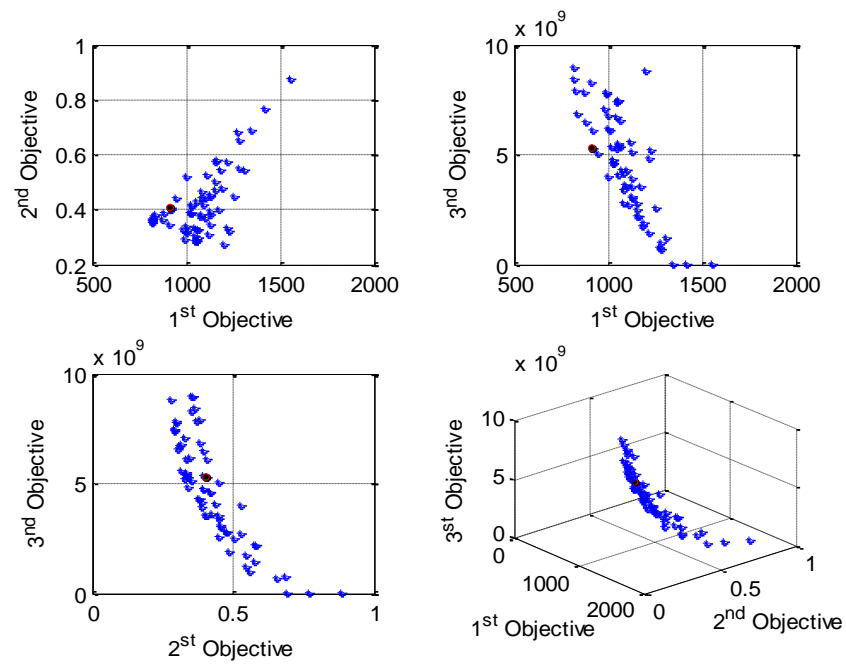 1
0.8
0.6
0.4
0.2
500 1000 1500 2000
2nd Objective
1st Objective
x 10^9
10
5
0
500 1000 1500 2000
3nd Objective
1st Objective
x 10^9
10
5
0
0 0.5 1
3nd Objective
2st Objective
x 10^9
10
5
0
0
1000
2000
0
0.5
1
3st Objective
1st Objective
2nd Objective